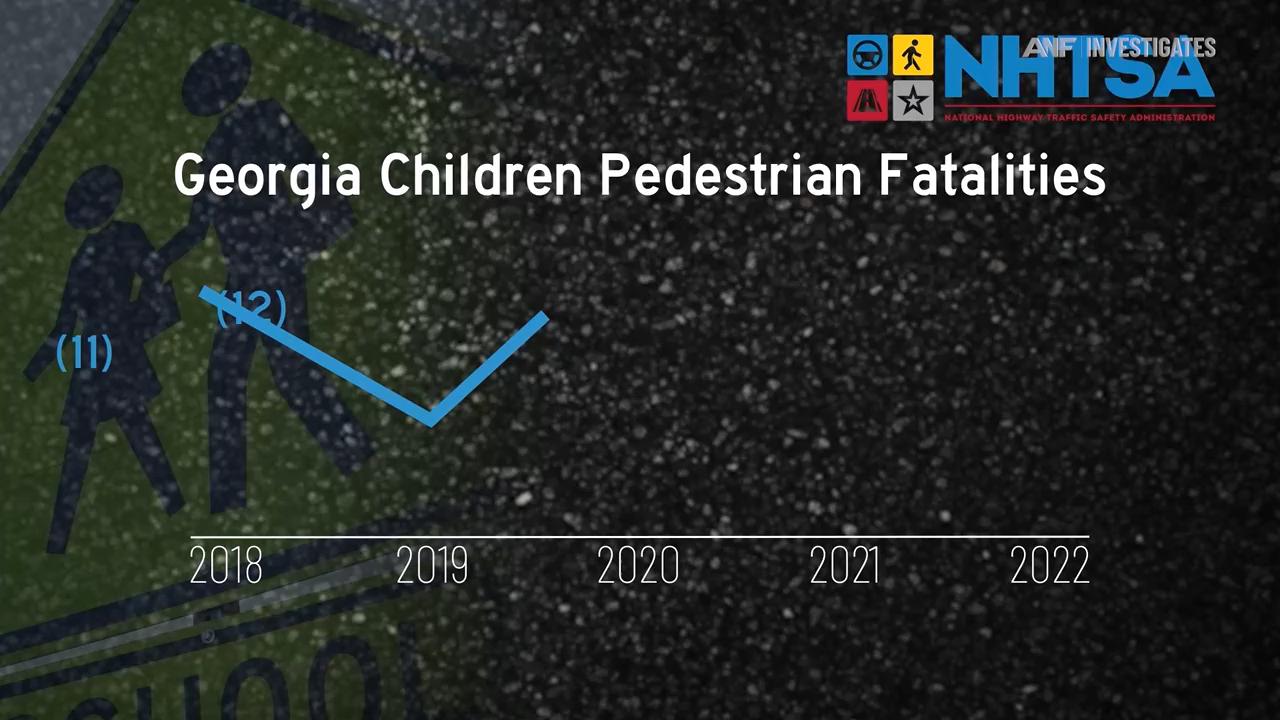 ANF INVESTIGATES
NHTSA
NATIONAL HIGHWAY TRAFFIC SAFETY ADMINISTRATION
Georgia Children Pedestrian Fatalities
(12)
(11)
2018 2019 2020 2021 2022
SCHOOL